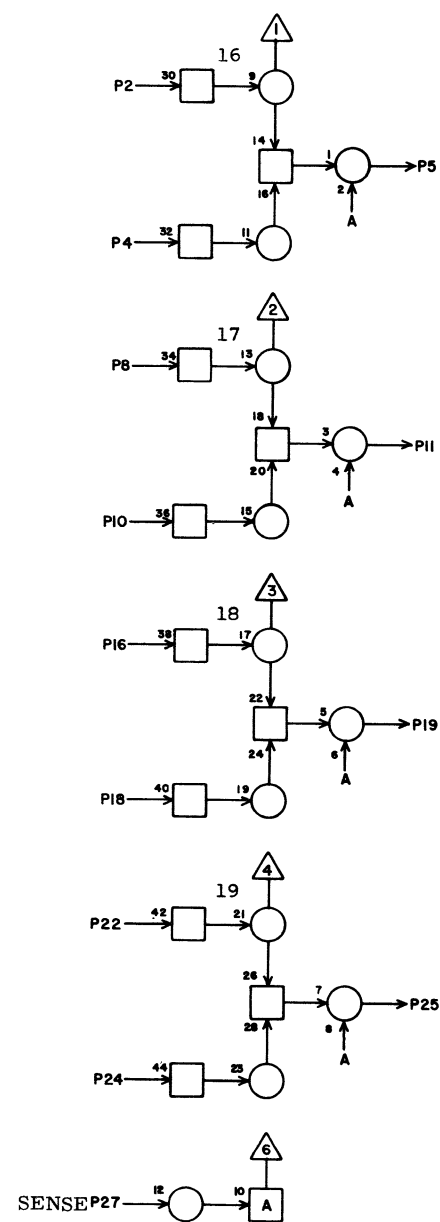 1
16
P2 30 9
14 1 P5
16 2
A
P4 32 11
2
17
P8 34 13
18 3 P11
20 4
A
P10 36 15
3
18
P16 38 17
22 5 P19
24 6
A
P18 40 19
4
19
P22 42 21
26 7 P25
28 8
A
P24 44 23
6
SENSE P27 12 10 A